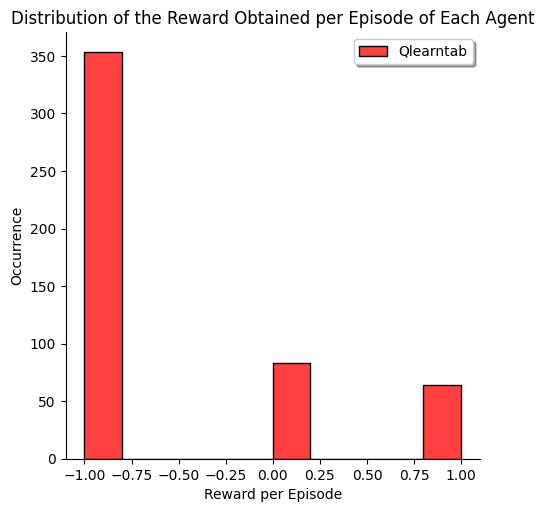 Distribution of the Reward Obtained per Episode of Each Agent
Qlearntab
350
300
250
200
150
100
50
0
Occurrence
−1.00 −0.75 −0.50 −0.25 0.00 0.25 0.50 0.75 1.00
Reward per Episode